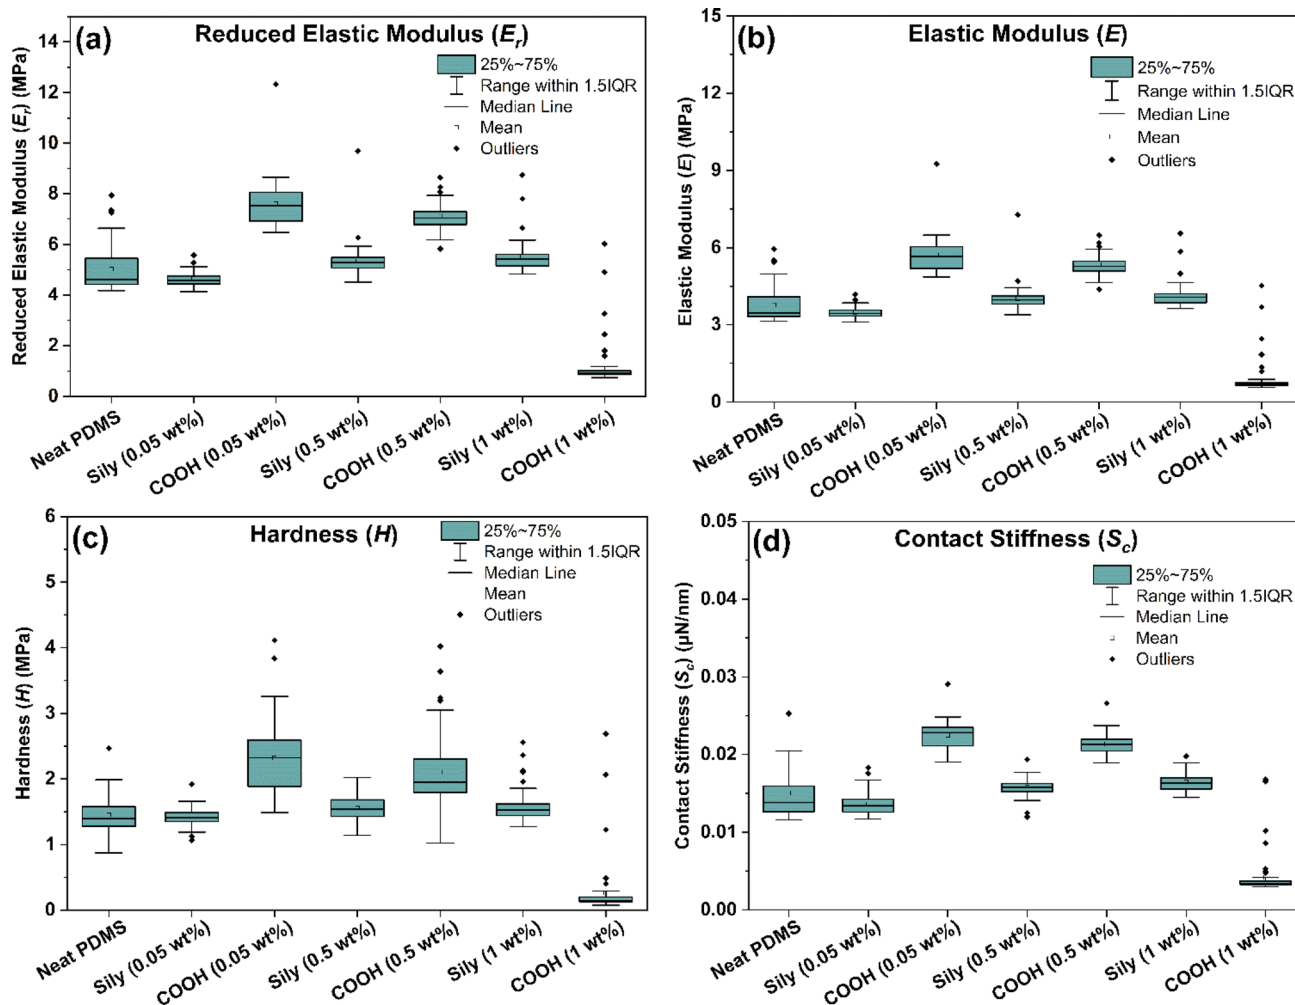 (a)
Reduced Elastic Modulus (Er)
25%~75%
Range within 1.5IQR
Median Line
Mean
Outliers
Reduced Elastic Modulus (Er) (MPa)
14
12
10
8
6
4
2
0
Neat PDMS
Sily (0.05 wt%)
COOH (0.05 wt%)
Sily (0.5 wt%)
COOH (0.5 wt%)
Sily (1 wt%)
COOH (1 wt%)
(b)
Elastic Modulus (E)
25%~75%
Range within 1.5IQR
Median Line
Mean
Outliers
Elastic Modulus (E) (MPa)
15
12
9
6
3
0
Neat PDMS
Sily (0.05 wt%)
COOH (0.05 wt%)
Sily (0.5 wt%)
COOH (0.5 wt%)
Sily (1 wt%)
COOH (1 wt%)
(c)
Hardness (H)
25%~75%
Range within 1.5IQR
Median Line
Mean
Outliers
Hardness (H) (MPa)
6
5
4
3
2
1
0
Neat PDMS
Sily (0.05 wt%)
COOH (0.05 wt%)
Sily (0.5 wt%)
COOH (0.5 wt%)
Sily (1 wt%)
COOH (1 wt%)
(d)
Contact Stiffness (Sc)
25%~75%
Range within 1.5IQR
Median Line
Mean
Outliers
Contact Stiffness (Sc) (µN/nm)
0.05
0.04
0.03
0.02
0.01
0.00
Neat PDMS
Sily (0.05 wt%)
COOH (0.05 wt%)
Sily (0.5 wt%)
COOH (0.5 wt%)
Sily (1 wt%)
COOH (1 wt%)